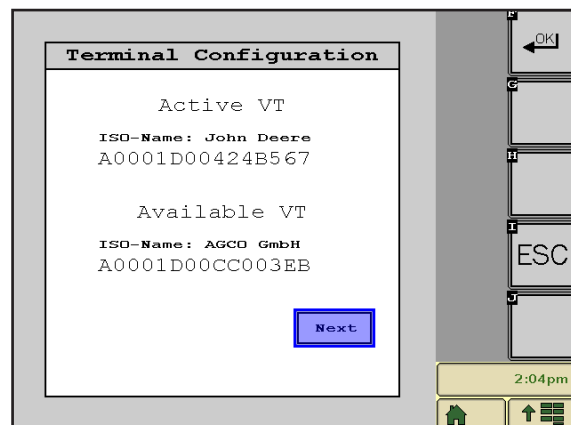 Terminal Configuration
Active VT
ISO-Name: John Deere
A0001D00424B567
Available VT
ISO-Name: AGCO GmbH
A0001D00CC003EB
Next
F
OK
G
H
I
ESC
J
2:04pm